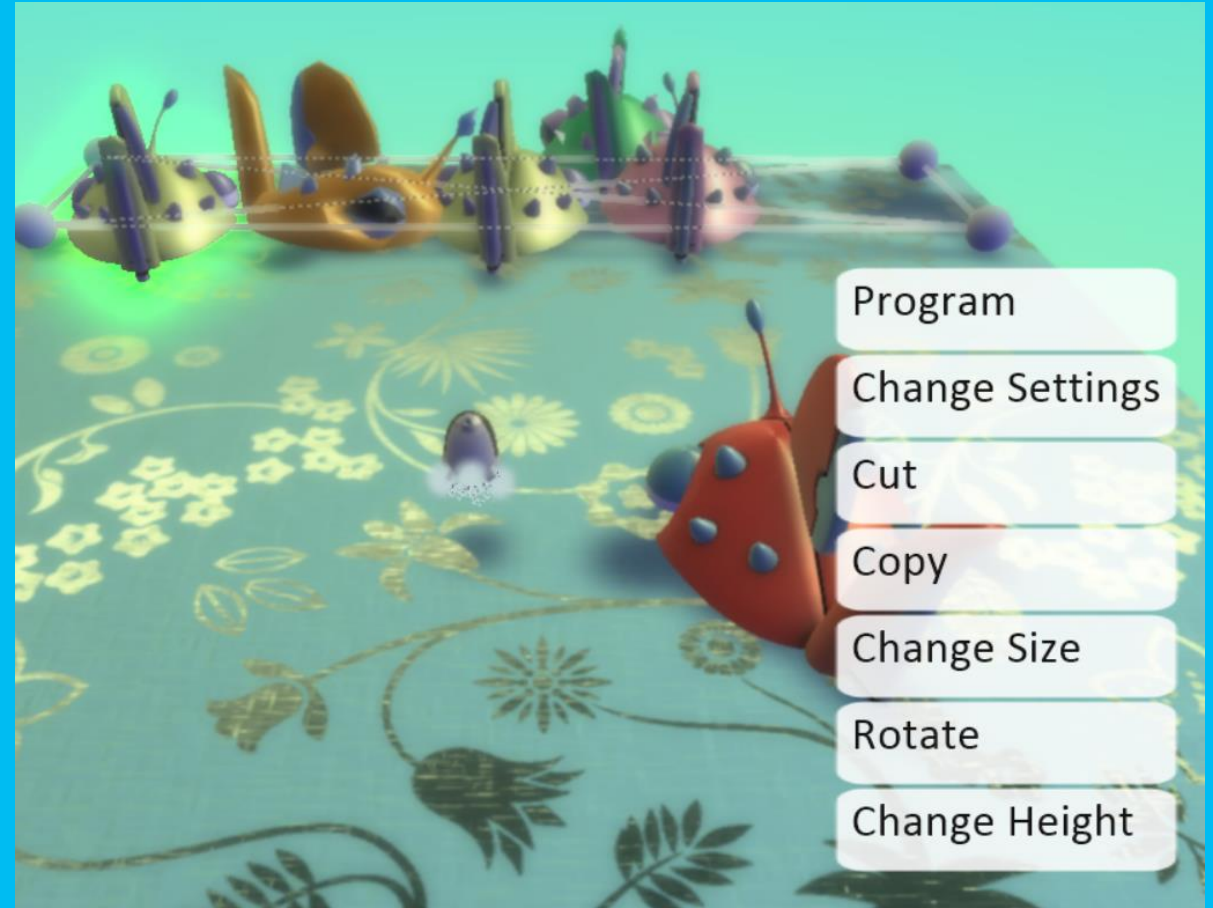 Program
Change Settings
Cut
Copy
Change Size
Rotate
Change Height